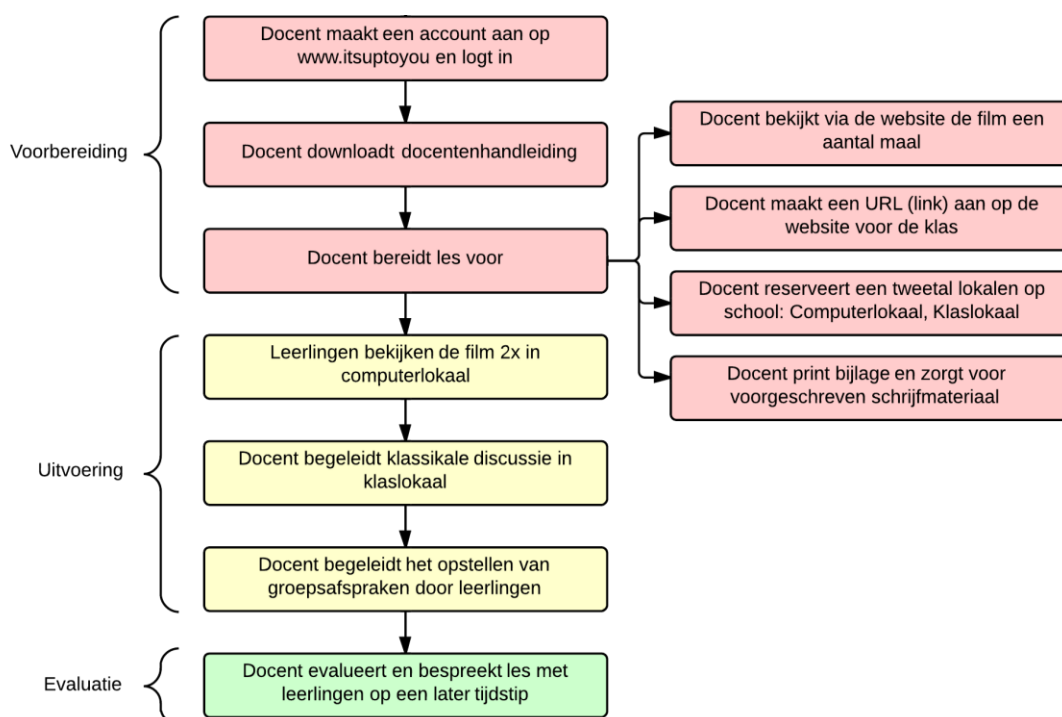 Docent maakt een account aan op
www.itsuptoyou en logt in
Voorbereiding
Docent downloadt docentenhandleiding
Docent bereidt les voor
Docent bekijkt via de website de film een
aantal maal
Docent maakt een URL (link) aan op de
website voor de klas
Docent reserveert een tweetal lokalen op
school: Computerlokaal, Klaslokaal
Docent print bijlage en zorgt voor
voorgeschreven schrijfmateriaal
Leerlingen bekijken de film 2x in
computerlokaal
Uitvoering
Docent begeleidt klassikale discussie in
klaslokaal
Docent begeleidt het opstellen van
groepsafspraken door leerlingen
Evaluatie
Docent evalueert en bespreekt les met
leerlingen op een later tijdstip